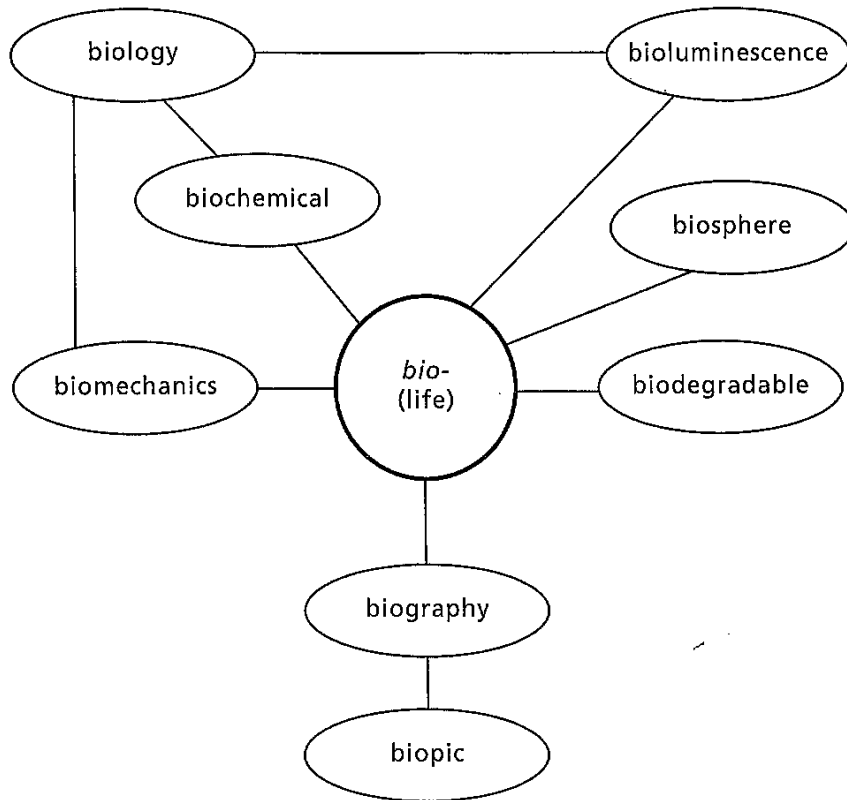 biology
bioluminescence
biochemical
biosphere
biomechanics
bio-
(life)
biodegradable
biography
biopic